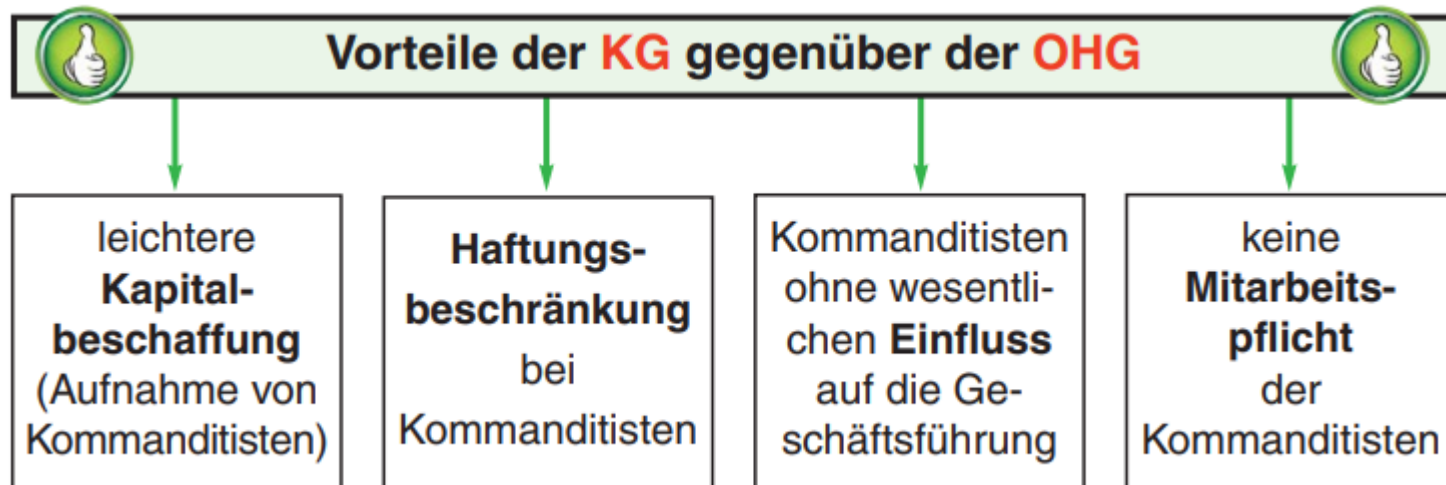 Vorteile der KG gegenüber der OHG
leichtere
Kapital-
beschaffung
(Aufnahme von
Kommanditisten)
Haftungs-
beschränkung
bei
Kommanditisten
Kommanditisten
ohne wesentli-
chen Einfluss
auf die Ge-
schäftsführung
keine
Mitarbeits-
pflicht
der
Kommanditisten